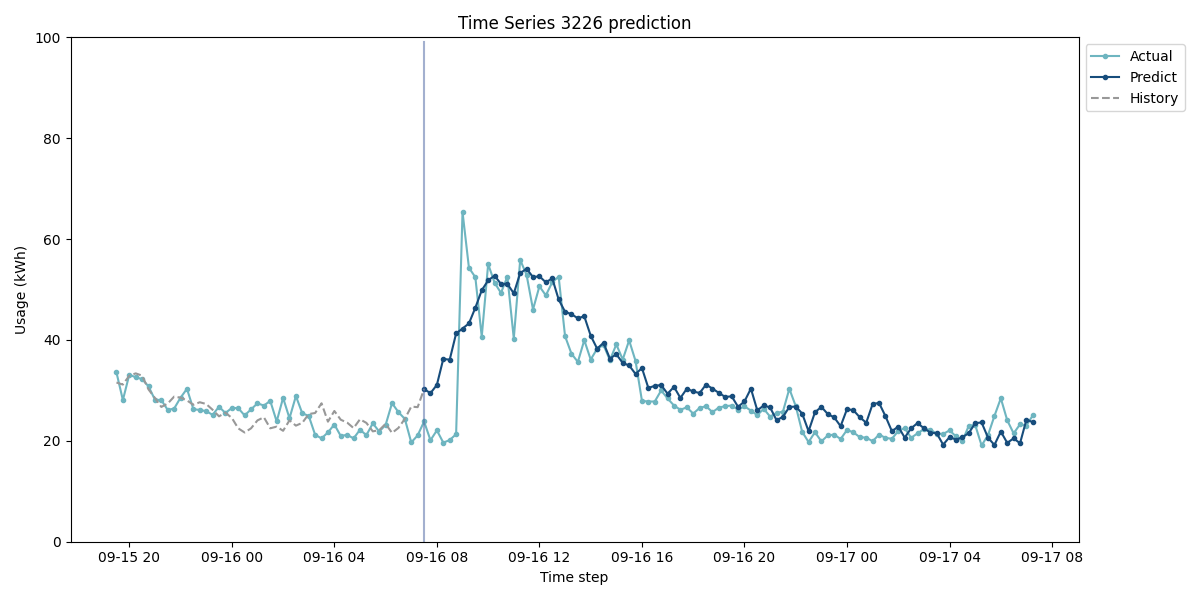 Time Series 3226 prediction
100
80
60
40
20
0
Usage (kWh)
09-15 20 09-16 00 09-16 04 09-16 08 09-16 12 09-16 16 09-16 20 09-17 00 09-17 04 09-17 08
Time step
Actual
Predict
History